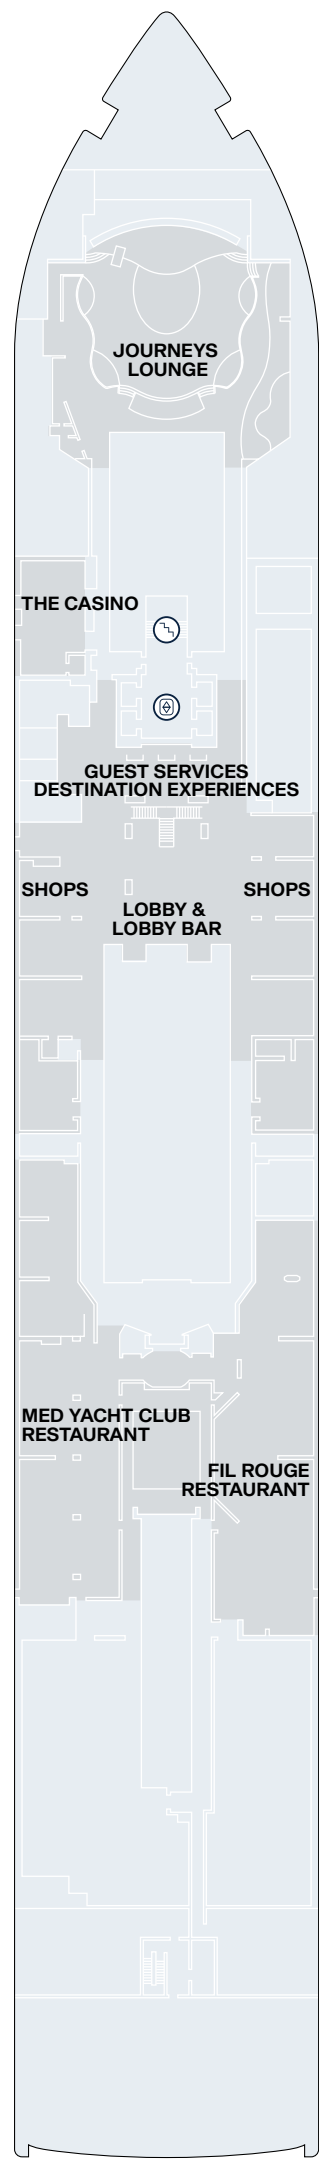 JOURNEYS
LOUNGE
THE CASINO
GUEST SERVICES
DESTINATION EXPERIENCES
SHOPS
SHOPS
LOBBY &
LOBBY BAR
MED YACHT CLUB
RESTAURANT
FIL ROUGE
RESTAURANT